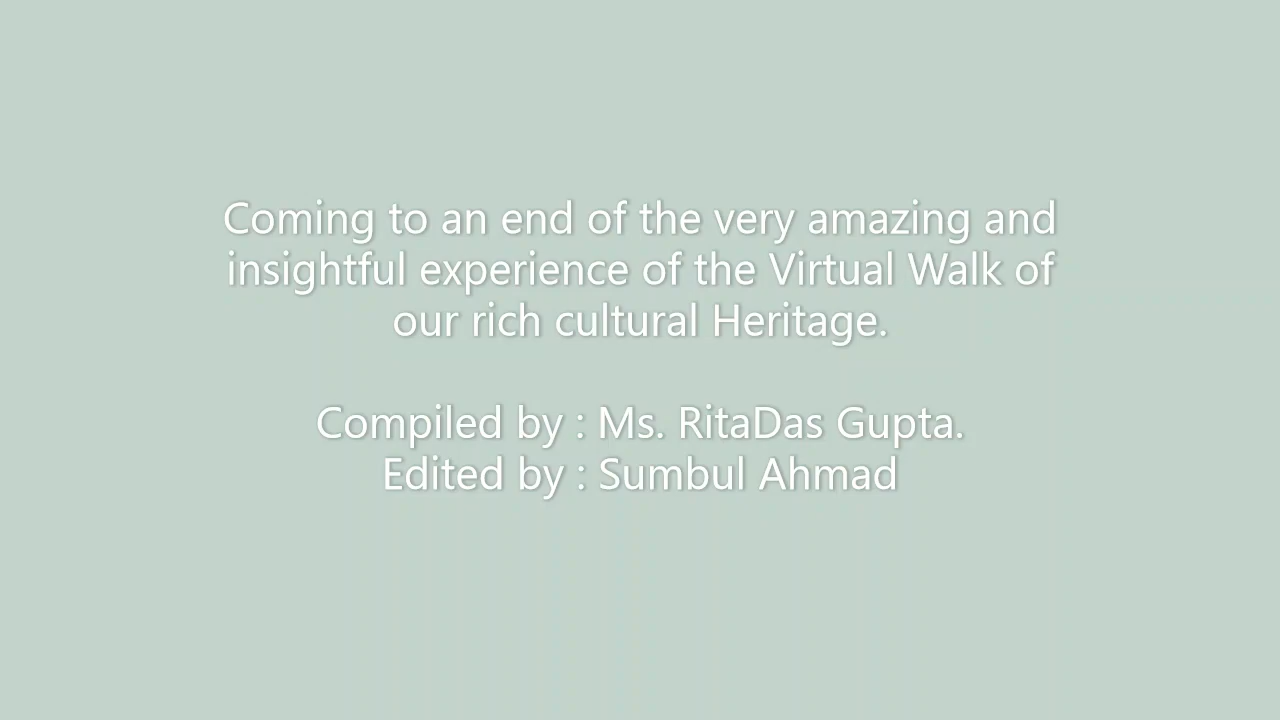 Coming to an end of the very amazing and
insightful experience of the Virtual Walk of
our rich cultural Heritage.
Compiled by : Ms. RitaDas Gupta.
Edited by : Sumbul Ahmad